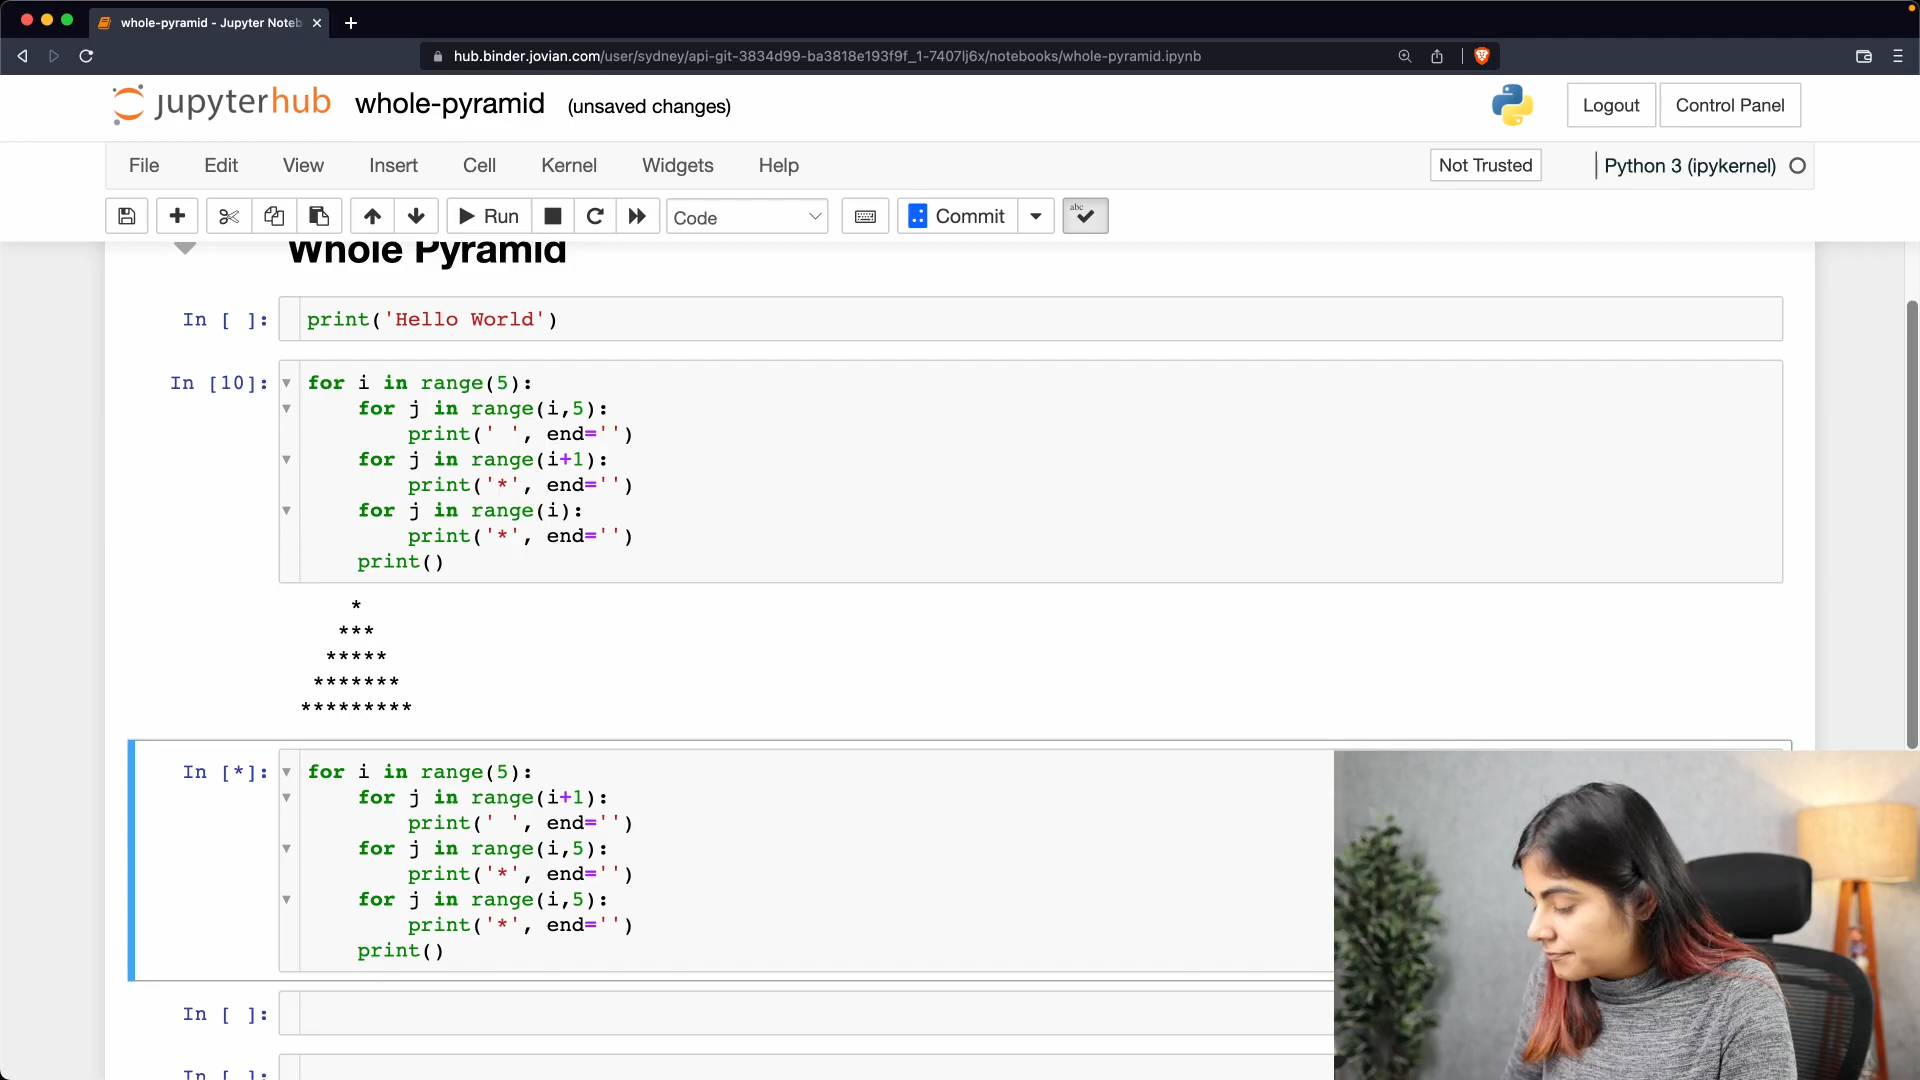 whole-pyramid - Jupyter Noteb
hub.binder.jovian.com/user/sydney/api-git-3834d99-ba3818e193f9f_1-7407lj6x/notebooks/whole-pyramid.ipynb
jupyterhub whole-pyramid (unsaved changes) Logout Control Panel
File Edit View Insert Cell Kernel Widgets Help Not Trusted Python 3 (ipykernel)
Run Code Commit abc
Whole Pyramid
In [ ]: print('Hello World')
In [10]: for i in range(5):
for j in range(i,5):
print(' ', end='')
for j in range(i+1):
print('*', end='')
for j in range(i):
print('*', end='')
print()
*
***
*****
*******
*********
In [*]: for i in range(5):
for j in range(i+1):
print(' ', end='')
for j in range(i,5):
print('*', end='')
for j in range(i,5):
print('*', end='')
print()
In [ ]:
In [ ]: